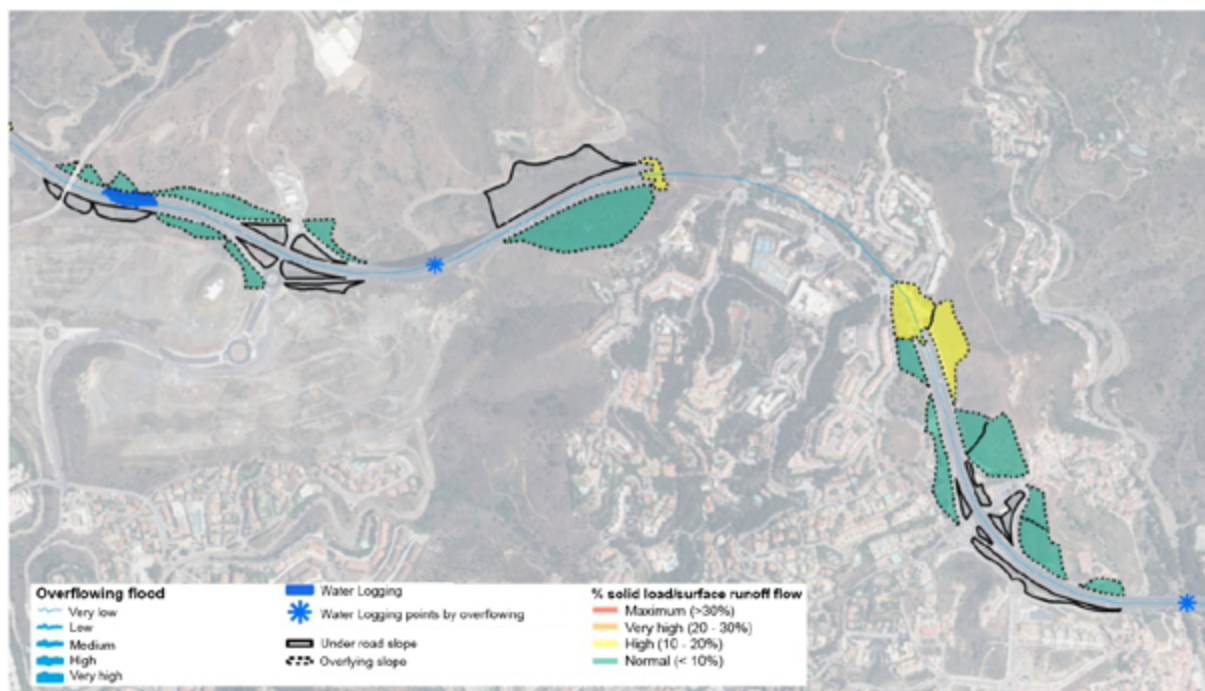 Overflowing flood
Very low
Low
Medium
High
Very high
Water Logging
Water Logging points by overflowing
Under road slope
Overlying slope
% solid load/surface runoff flow
Maximum (>30%)
Very high (20 - 30%)
High (10 - 20%)
Normal (< 10%)